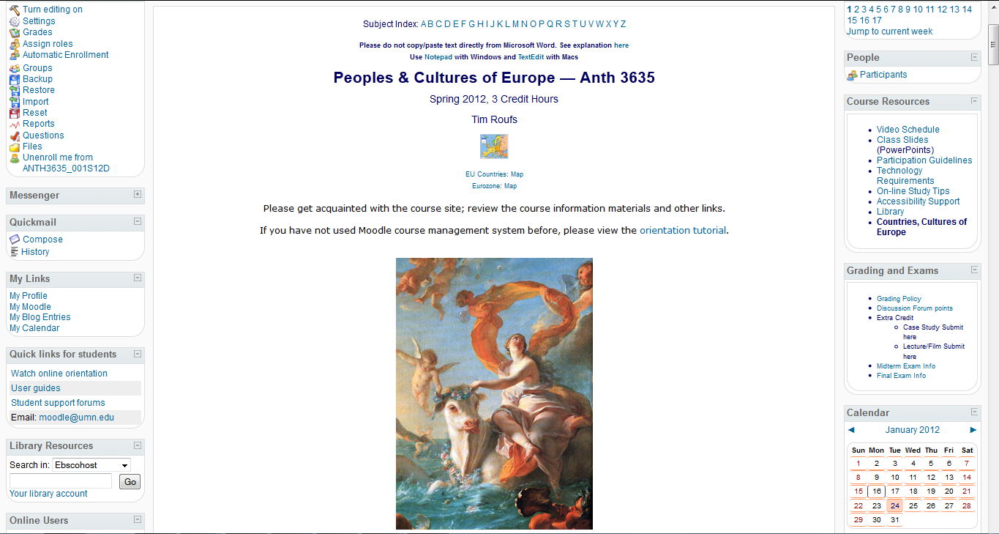 Turn editing on
Settings
Grades
Assign roles
Automatic Enrollment
Groups
Backup
Restore
Import
Reset
Reports
Questions
Files
Unenroll me from
ANTH3635_001S12D
Messenger
Quickmail
Compose
History
My Links
My Profile
My Moodle
My Blog Entries
My Calendar
Quick links for students
Watch online orientation
User guides
Student support forums
Email: moodle@umn.edu
Library Resources
Search in: Ebscohost
Go
Your library account
Online Users
Subject Index: A B C D E F G H I J K L M N O P Q R S T U V W X Y Z
Please do not copy/paste text directly from Microsoft Word. See explanation here
Use Notepad with Windows and TextEdit with Macs
Peoples & Cultures of Europe — Anth 3635
Spring 2012, 3 Credit Hours
Tim Roufs
EU Countries: Map
Eurozone: Map
Please get acquainted with the course site; review the course information materials and other links.
If you have not used Moodle course management system before, please view the orientation tutorial.
1 2 3 4 5 6 7 8 9 10 11 12 13 14
15 16 17
Jump to current week
People
Participants
Course Resources
Video Schedule
Class Slides
(PowerPoints)
Participation Guidelines
Technology
Requirements
On-line Study Tips
Accessibility Support
Library
Countries, Cultures of
Europe
Grading and Exams
Grading Policy
Discussion Forum points
Extra Credit
Case Study Submit
here
Lecture/Film Submit
here
Midterm Exam Info
Final Exam Info
Calendar
January 2012
Sun Mon Tue Wed Thu Fri Sat
1 2 3 4 5 6 7
8 9 10 11 12 13 14
15 16 17 18 19 20 21
22 23 24 25 26 27 28
29 30 31